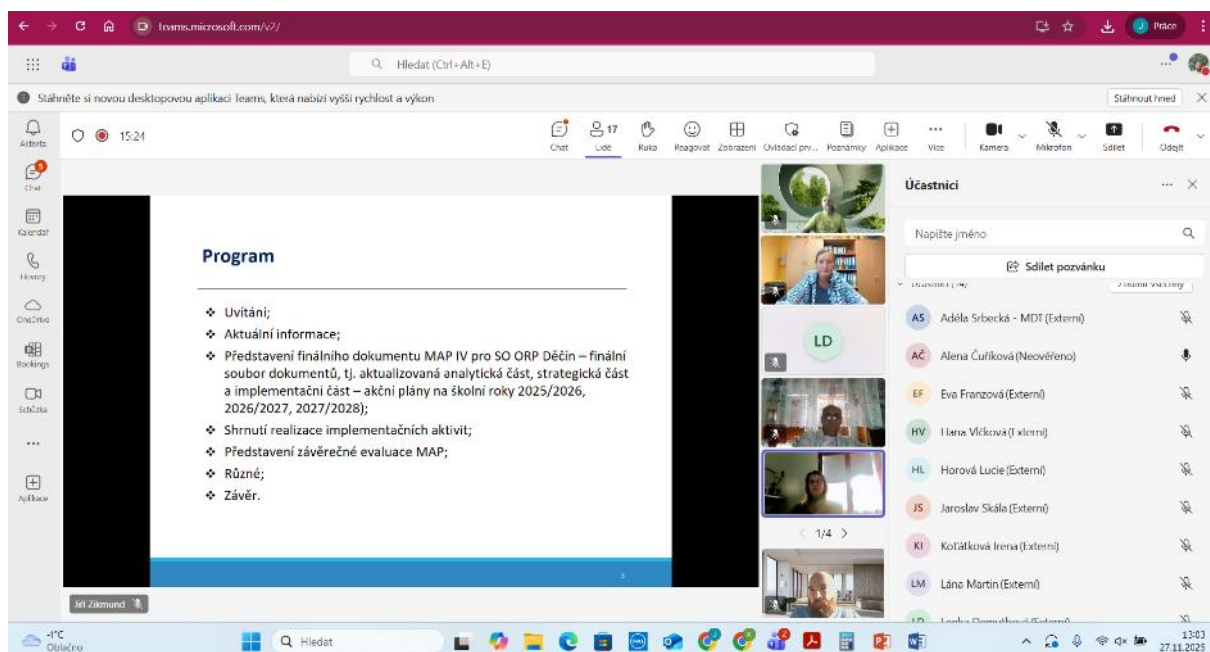 teams.microsoft.com/v2/
Práce
Hledat (Ctrl+Alt+E)
Stáhněte si novou desktopovou aplikaci Teams, která nabízí vyšší rychlost a výkon
Stáhnout hned
15:24
17
Chat
Lidé
Ruka
Reagovat
Zobrazení
Ovládací prv...
Poznámky
Aplikace
Více
Kamera
Mikrofon
Sdílet
Odejít
Aktivita
Chat
Kalendář
Hovory
OneDrive
Bookings
Schůzka
Aplikace
Program
Uvítání;
Aktuální informace;
Představení finálního dokumentu MAP IV pro SO ORP Děčín – finální
soubor dokumentů, tj. aktualizovaná analytická část, strategická část
a implementační část – akční plány na školní roky 2025/2026,
2026/2027, 2027/2028);
Shrnutí realizace implementačních aktivit;
Představení závěrečné evaluace MAP;
Různé;
Závěr.
3
Jiří Zikmund
LD
1/4
Účastníci
Napište jméno
Sdílet pozvánku
AS Adéla Srbecká - MDT (Externí)
AČ Alena Čuříková (Neověřeno)
EF Eva Franzová (Externí)
HV Hana Vlčková (Externí)
HL Horová Lucie (Externí)
JS Jaroslav Skála (Externí)
KI Koťátková Irena (Externí)
LM Lána Martin (Externí)
-1°C
Oblačno
Hledat
13:03
27.11.2025